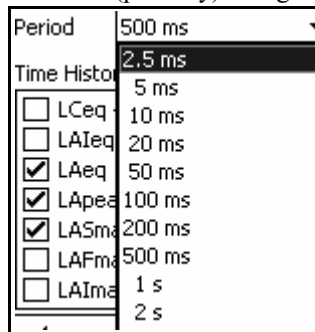 Period 500 ms
2.5 ms
Time Histo
5 ms
LCeq
10 ms
LAIeq
20 ms
LAeq
50 ms
LApea
100 ms
LASma
200 ms
LAFma
500 ms
LAIma
1 s
2 s